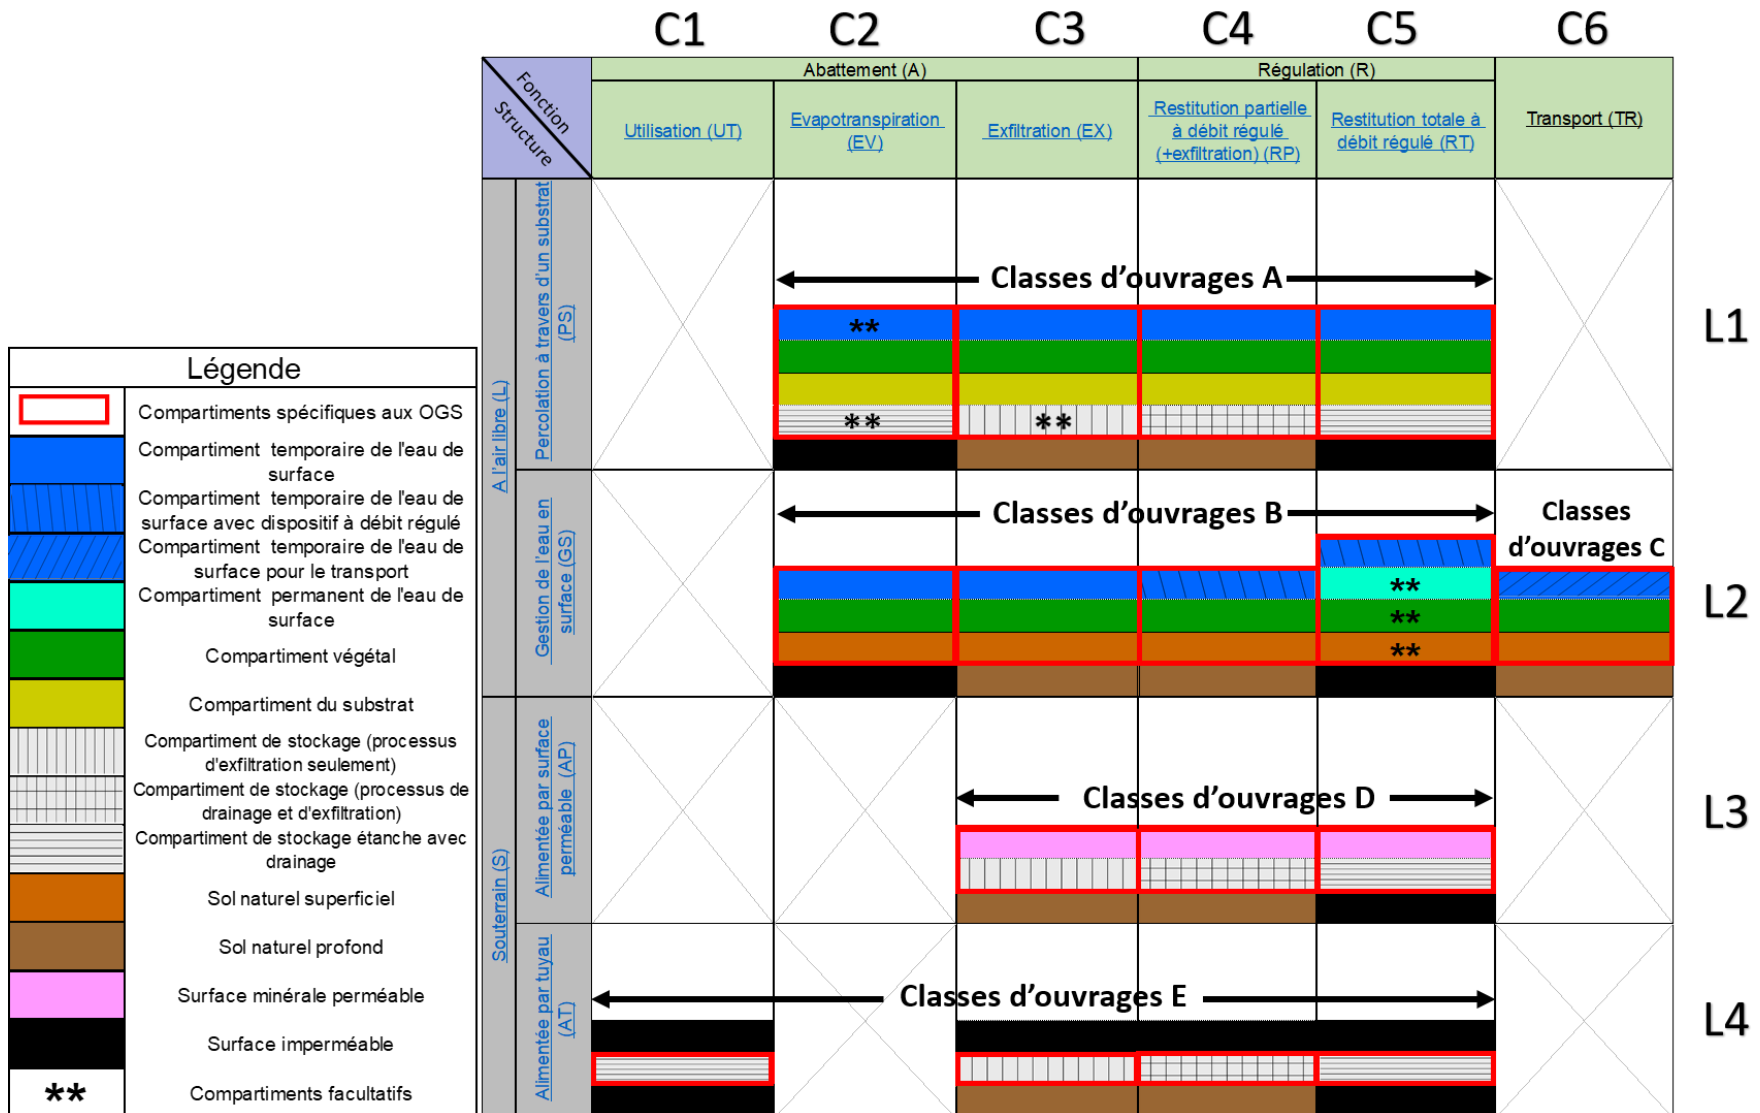 C1 C2 C3 C4 C5 C6
Fonction
Structure
Abattement (A)
Régulation (R)
Utilisation (UT)
Evapotranspiration
(EV)
Exfiltration (EX)
Restitution partielle
à débit régulé
(+exfiltration) (RP)
Restitution totale à
débit régulé (RT)
Transport (TR)
A l'air libre (L)
Percolation à travers d'un substrat
(PS)
Classes d'ouvrages A
**
**
**
L1
Gestion de l'eau en
surface (GS)
Classes d'ouvrages B
Classes
d'ouvrages C
**
**
**
L2
Souterrain (S)
Alimentée par surface
perméable (AP)
Classes d'ouvrages D
L3
Alimentée par tuyau
(AT)
Classes d'ouvrages E
L4
Légende
Compartiments spécifiques aux OGS
Compartiment temporaire de l'eau de
surface
Compartiment temporaire de l'eau de
surface avec dispositif à débit régulé
Compartiment temporaire de l'eau de
surface pour le transport
Compartiment permanent de l'eau de
surface
Compartiment végétal
Compartiment du substrat
Compartiment de stockage (processus
d'exfiltration seulement)
Compartiment de stockage (processus de
drainage et d'exfiltration)
Compartiment de stockage étanche avec
drainage
Sol naturel superficiel
Sol naturel profond
Surface minérale perméable
Surface imperméable
** Compartiments facultatifs